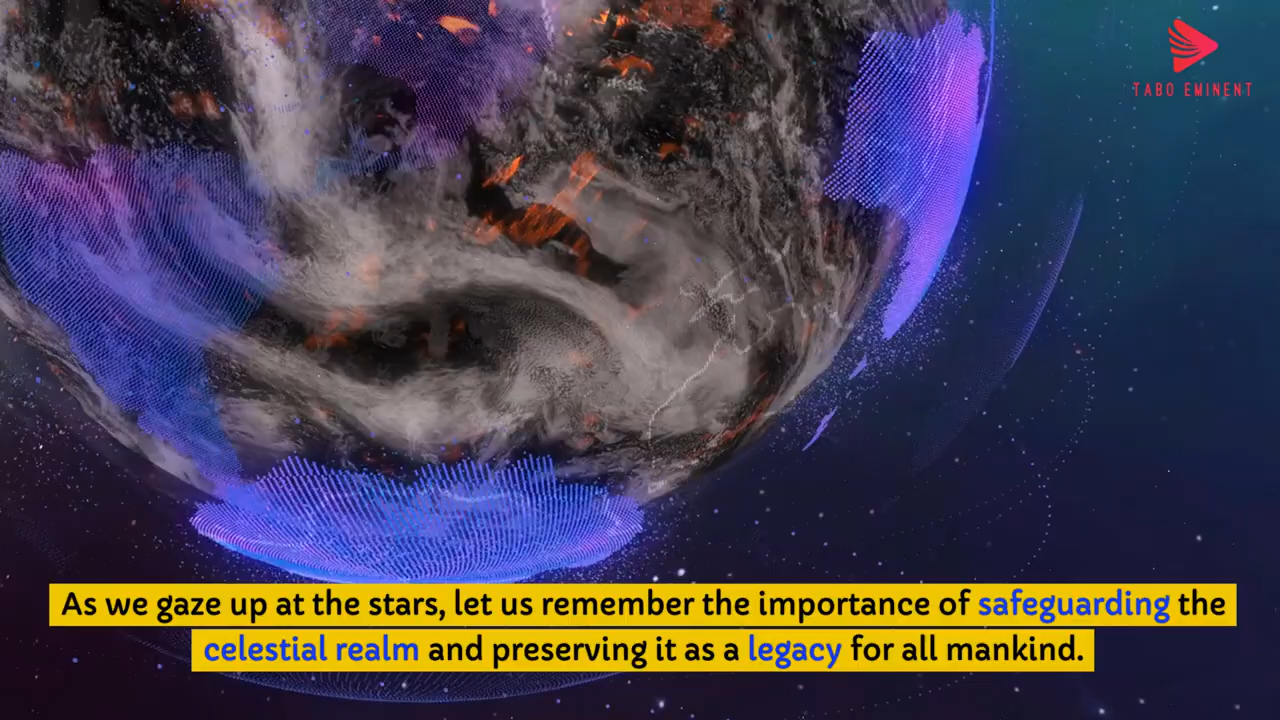 TABO EMINENT
As we gaze up at the stars, let us remember the importance of safeguarding the
celestial realm and preserving it as a legacy for all mankind.